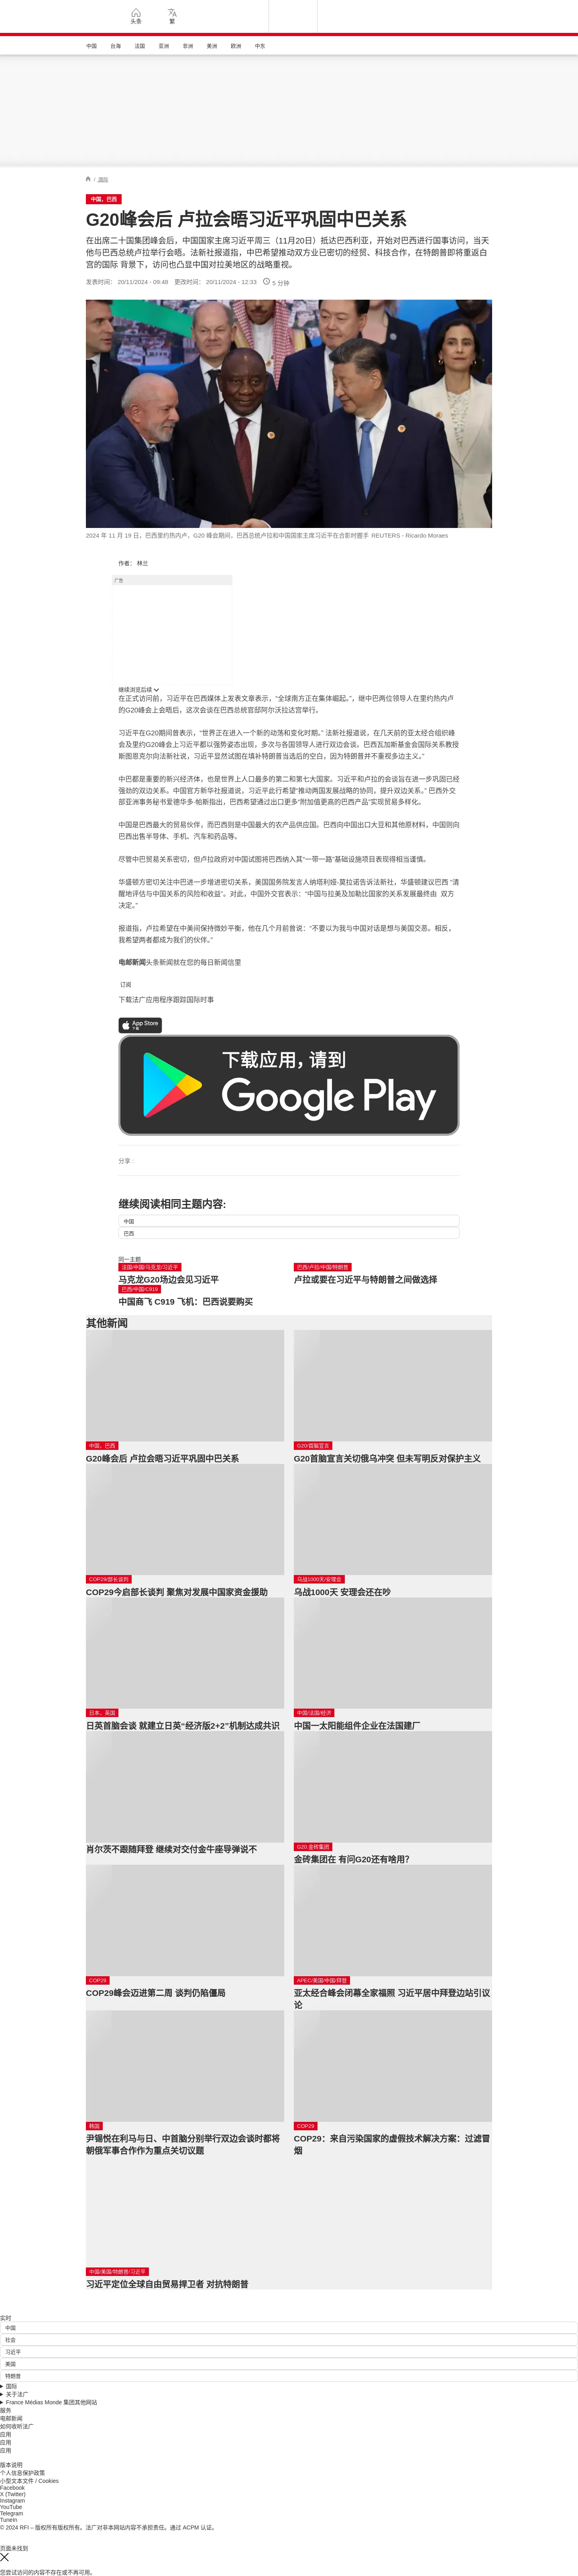 头条
繁
中国
台海
法国
亚洲
非洲
美洲
欧洲
中东
/ 国际
中国，巴西
G20峰会后 卢拉会晤习近平巩固中巴关系
在出席二十国集团峰会后，中国国家主席习近平周三（11月20日）抵达巴西利亚，开始对巴西进行国事访问，当天
他与巴西总统卢拉举行会晤。法新社报道指，中巴希望推动双方业已密切的经贸、科技合作，在特朗普即将重返白
宫的国际 背景下，访问也凸显中国对拉美地区的战略重视。
发表时间： 20/11/2024 - 09:48 更改时间： 20/11/2024 - 12:33 5 分钟
2024 年 11 月 19 日，巴西里约热内卢，G20 峰会期间，巴西总统卢拉和中国国家主席习近平在合影时握手 REUTERS - Ricardo Moraes
作者： 林兰
广告
继续浏览后续
在正式访问前，习近平在巴西媒体上发表文章表示，“全球南方正在集体崛起。”，继中巴两位领导人在里约热内卢
的G20峰会上会晤后，这次会谈在巴西总统官邸阿尔沃拉达宫举行。
习近平在G20期间曾表示，“世界正在进入一个新的动荡和变化时期。” 法新社报道说，在几天前的亚太经合组织峰
会及里约G20峰会上习近平都以强势姿态出现，多次与各国领导人进行双边会谈。巴西瓦加斯基金会国际关系教授
斯图恩克尔向法新社说，习近平显然试图在填补特朗普当选后的空白，因为特朗普并不重视多边主义。”
中巴都是重要的新兴经济体，也是世界上人口最多的第二和第七大国家。习近平和卢拉的会谈旨在进一步巩固已经
强劲的双边关系。中国官方新华社报道说，习近平此行希望“推动两国发展战略的协同，提升双边关系。” 巴西外交
部亚洲事务秘书爱德华多·帕斯指出，巴西希望通过出口更多“附加值更高的巴西产品”实现贸易多样化。
中国是巴西最大的贸易伙伴，而巴西则是中国最大的农产品供应国。巴西向中国出口大豆和其他原材料，中国则向
巴西出售半导体、手机、汽车和药品等。
尽管中巴贸易关系密切，但卢拉政府对中国试图将巴西纳入其“一带一路”基础设施项目表现得相当谨慎。
华盛顿方密切关注中巴进一步增进密切关系，美国国务院发言人纳塔利娅·莫拉诺告诉法新社，华盛顿建议巴西 “清
醒地评估与中国关系的风险和收益”。对此，中国外交官表示：“中国与拉美及加勒比国家的关系发展最终由 双方
决定。”
报道指，卢拉希望在中美间保持微妙平衡，他在几个月前曾说：“不要以为我与中国对话是想与美国交恶。相反，
我希望两者都成为我们的伙伴。”
电邮新闻头条新闻就在您的每日新闻信里
订阅
下载法广应用程序跟踪国际时事
App Store
下载
下载应用，请到
Google Play
分享 :
继续阅读相同主题内容:
中国
巴西
同一主题
法国/中国/马克龙/习近平
马克龙G20场边会见习近平
巴西/卢拉/中国/特朗普
卢拉或要在习近平与特朗普之间做选择
巴西/中国/C919
中国商飞 C919 飞机：巴西说要购买
其他新闻
中国，巴西
G20峰会后 卢拉会晤习近平巩固中巴关系
G20/首脑宣言
G20首脑宣言关切俄乌冲突 但未写明反对保护主义
COP29/部长谈判
COP29今启部长谈判 聚焦对发展中国家资金援助
乌战1000天/安理会
乌战1000天 安理会还在吵
日本，英国
日英首脑会谈 就建立日英“经济版2+2”机制达成共识
中国/法国/经济
中国一太阳能组件企业在法国建厂
肖尔茨不跟随拜登 继续对交付金牛座导弹说不
G20,金砖集团
金砖集团在 有问G20还有啥用？
COP29
COP29峰会迈进第二周 谈判仍陷僵局
APEC/美国/中国/拜登
亚太经合峰会闭幕全家福照 习近平居中拜登边站引议
论
韩国
尹锡悦在利马与日、中首脑分别举行双边会谈时都将
朝俄军事合作作为重点关切议题
COP29
COP29：来自污染国家的虚假技术解决方案：过滤冒
烟
中国/美国/特朗普/习近平
习近平定位全球自由贸易捍卫者 对抗特朗普
实时
中国
社会
习近平
美国
特朗普
国际
关于法广
France Médias Monde 集团其他网站
服务
电邮新闻
如何收听法广
应用
应用
应用
版本说明
个人信息保护政策
小型文本文件 / Cookies
Facebook
X (Twitter)
Instagram
YouTube
Telegram
TuneIn
© 2024 RFI – 版权所有版权所有。法广对非本网站内容不承担责任。通过 ACPM 认证。
页面未找到
您尝试访问的内容不存在或不再可用。